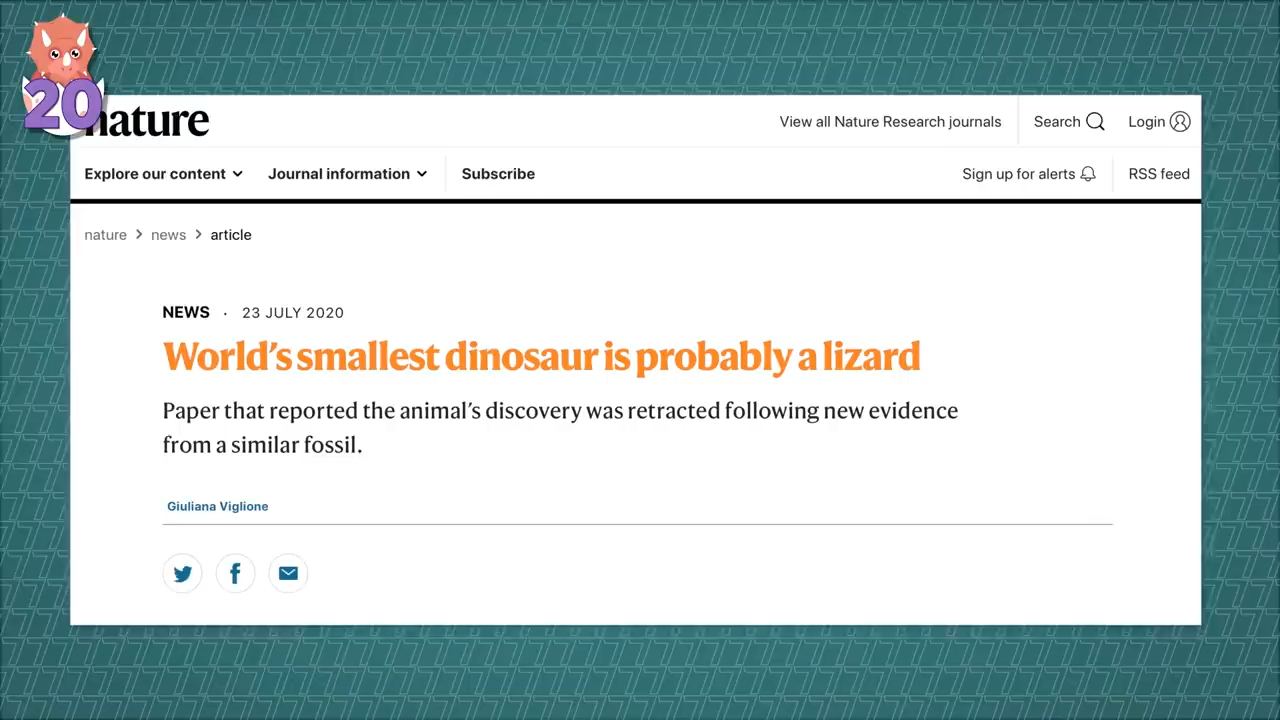 20
nature
View all Nature Research journals
Search
Login
Explore our content
Journal information
Subscribe
Sign up for alerts
RSS feed
nature > news > article
NEWS · 23 JULY 2020
World's smallest dinosaur is probably a lizard
Paper that reported the animal's discovery was retracted following new evidence
from a similar fossil.
Giuliana Viglione